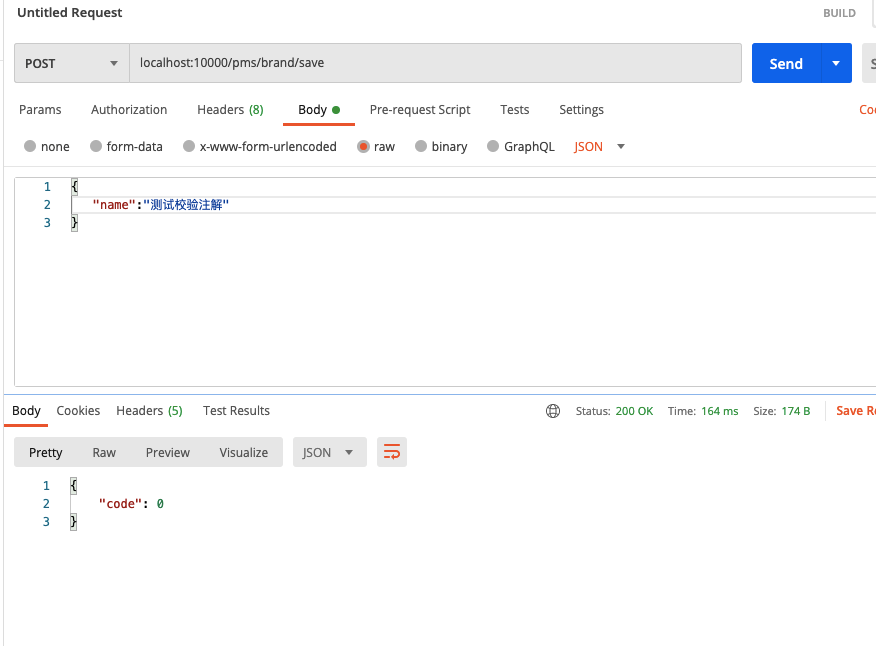 Untitled Request BUILD
POST localhost:10000/pms/brand/save Send
Params Authorization Headers (8) Body Pre-request Script Tests Settings
none form-data x-www-form-urlencoded raw binary GraphQL JSON
1 {
2 "name":"测试校验注解"
3 }
Body Cookies Headers (5) Test Results Status: 200 OK Time: 164 ms Size: 174 B Save
Pretty Raw Preview Visualize JSON
1 {
2 "code": 0
3 }